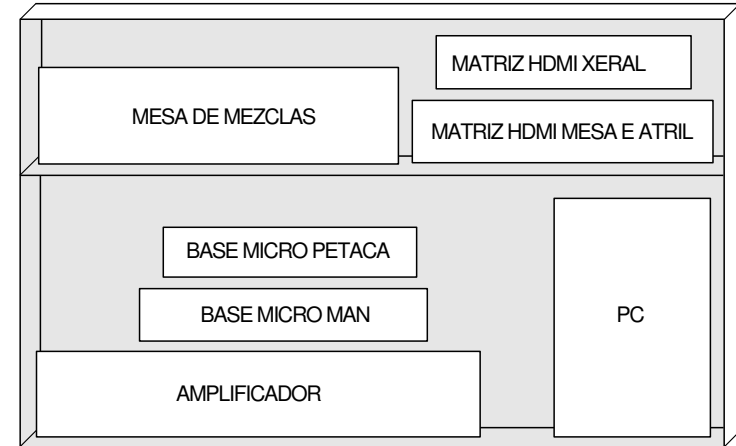 MATRIZ HDMI XERAL
MESA DE MEZCLAS
MATRIZ HDMI MESA E ATRIL
BASE MICRO PETACA
BASE MICRO MAN
PC
AMPLIFICADOR